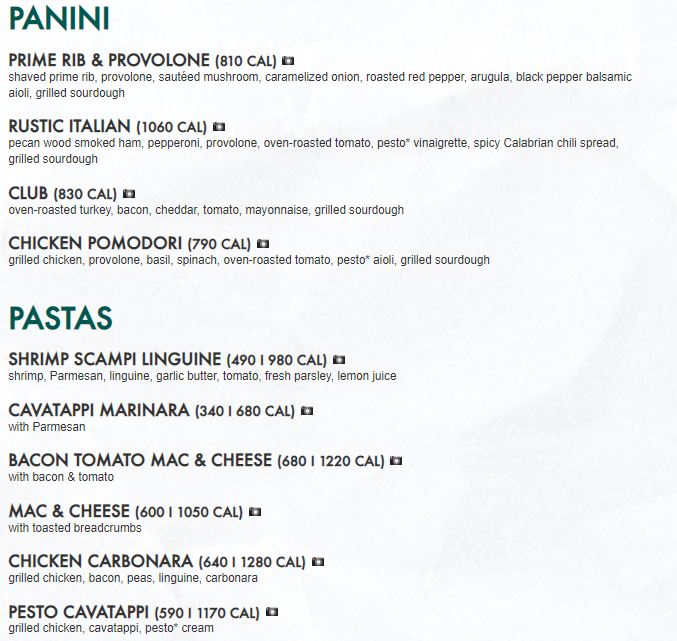 PANINI
PRIME RIB & PROVOLONE (810 CAL)
shaved prime rib, provolone, sautéed mushroom, caramelized onion, roasted red pepper, arugula, black pepper balsamic
aioli, grilled sourdough
RUSTIC ITALIAN (1060 CAL)
pecan wood smoked ham, pepperoni, provolone, oven-roasted tomato, pesto* vinaigrette, spicy Calabrian chili spread,
grilled sourdough
CLUB (830 CAL)
oven-roasted turkey, bacon, cheddar, tomato, mayonnaise, grilled sourdough
CHICKEN POMODORI (790 CAL)
grilled chicken, provolone, basil, spinach, oven-roasted tomato, pesto* aioli, grilled sourdough
PASTAS
SHRIMP SCAMPI LINGUINE (490 | 980 CAL)
shrimp, Parmesan, linguine, garlic butter, tomato, fresh parsley, lemon juice
CAVATAPPI MARINARA (340 | 680 CAL)
with Parmesan
BACON TOMATO MAC & CHEESE (680 | 1220 CAL)
with bacon & tomato
MAC & CHEESE (600 | 1050 CAL)
with toasted breadcrumbs
CHICKEN CARBONARA (640 | 1280 CAL)
grilled chicken, bacon, peas, linguine, carbonara
PESTO CAVATAPPI (590 | 1170 CAL)
grilled chicken, cavatappi, pesto* cream